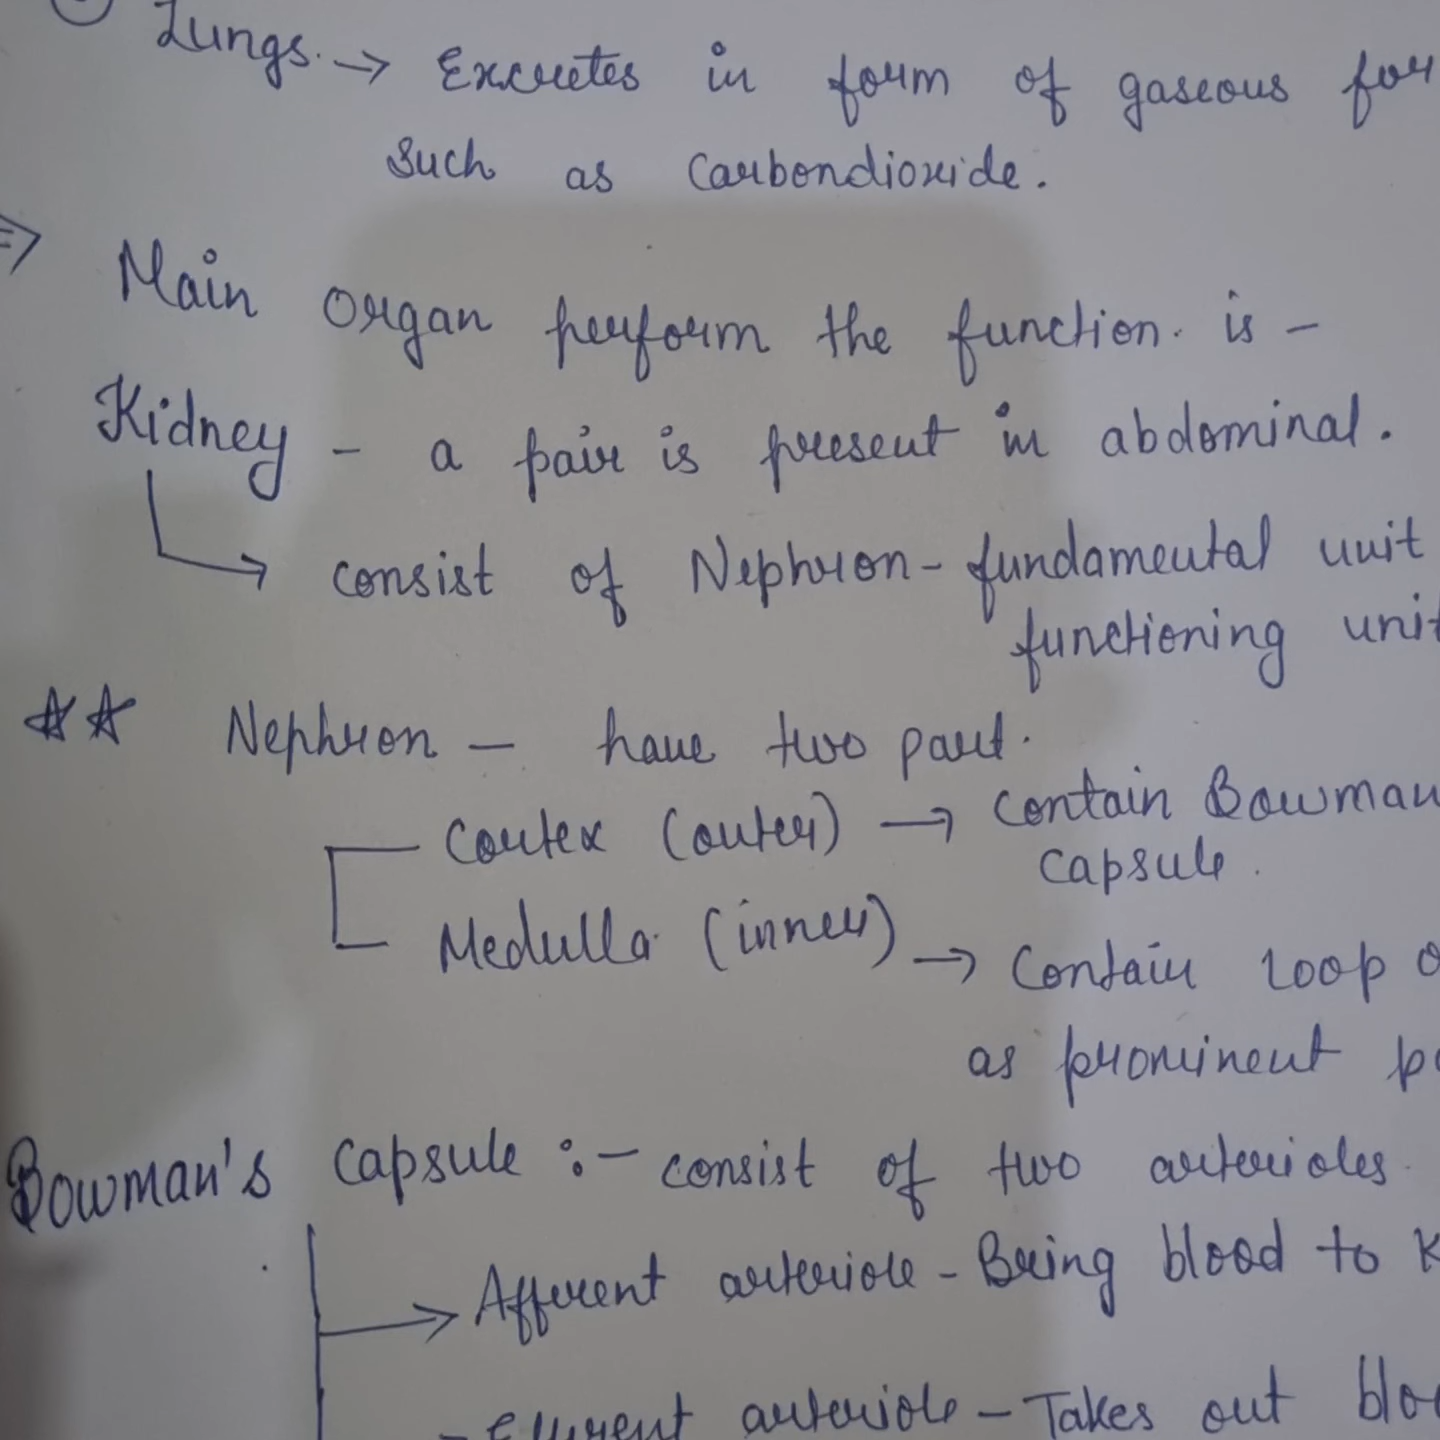 Lungs. → Excretes in form of gaseous
such as Carbondioxide.
⇒ Main Organ perform the function. is -
Kidney - a pair is present in abdominal.
→ consist of Nephron - fundamental unit
functioning
☆☆ Nephron - have two part.
Cortex (outer) → Contain Bowman
Capsule.
Medulla (inner) → Contain loop
as prominent
Bowman's Capsule :- consist of two arterioles.
→ Afferent arteriole - Bring blood to
- Efferent arteriole - Takes out